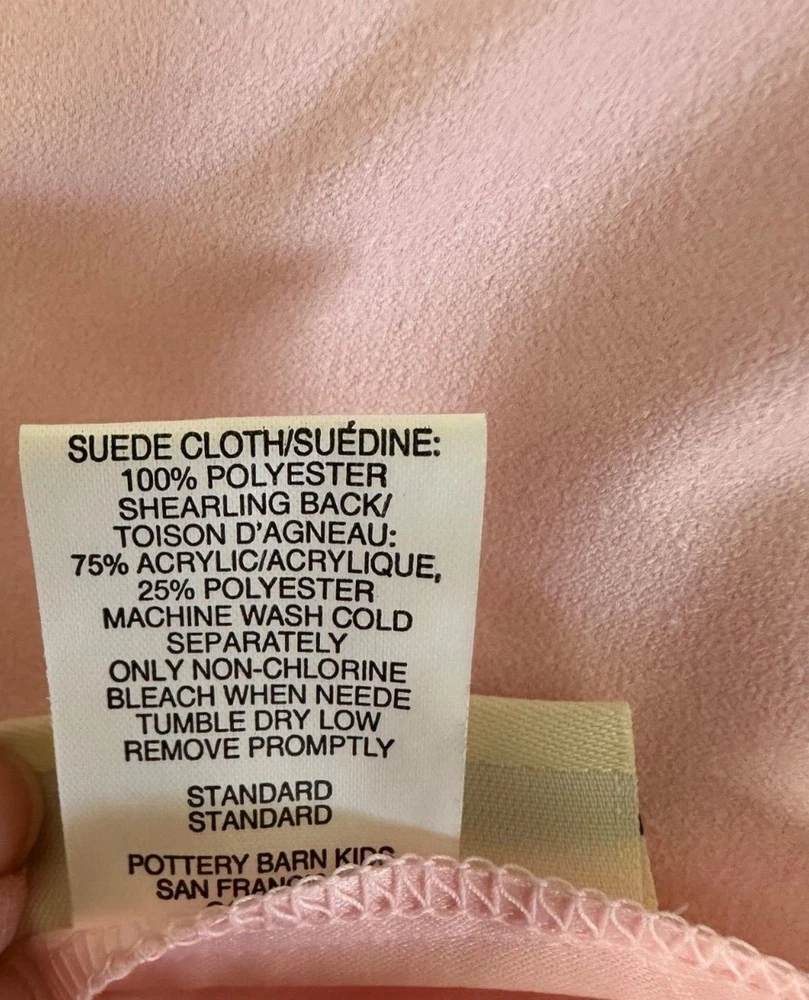 SUEDE CLOTH/SUÉDINE:
100% POLYESTER
SHEARLING BACK/
TOISON D'AGNEAU:
75% ACRYLIC/ACRYLIQUE,
25% POLYESTER
MACHINE WASH COLD
SEPARATELY
ONLY NON-CHLORINE
BLEACH WHEN NEEDE
TUMBLE DRY LOW
REMOVE PROMPTLY
STANDARD
STANDARD
POTTERY BARN KIDS
SAN